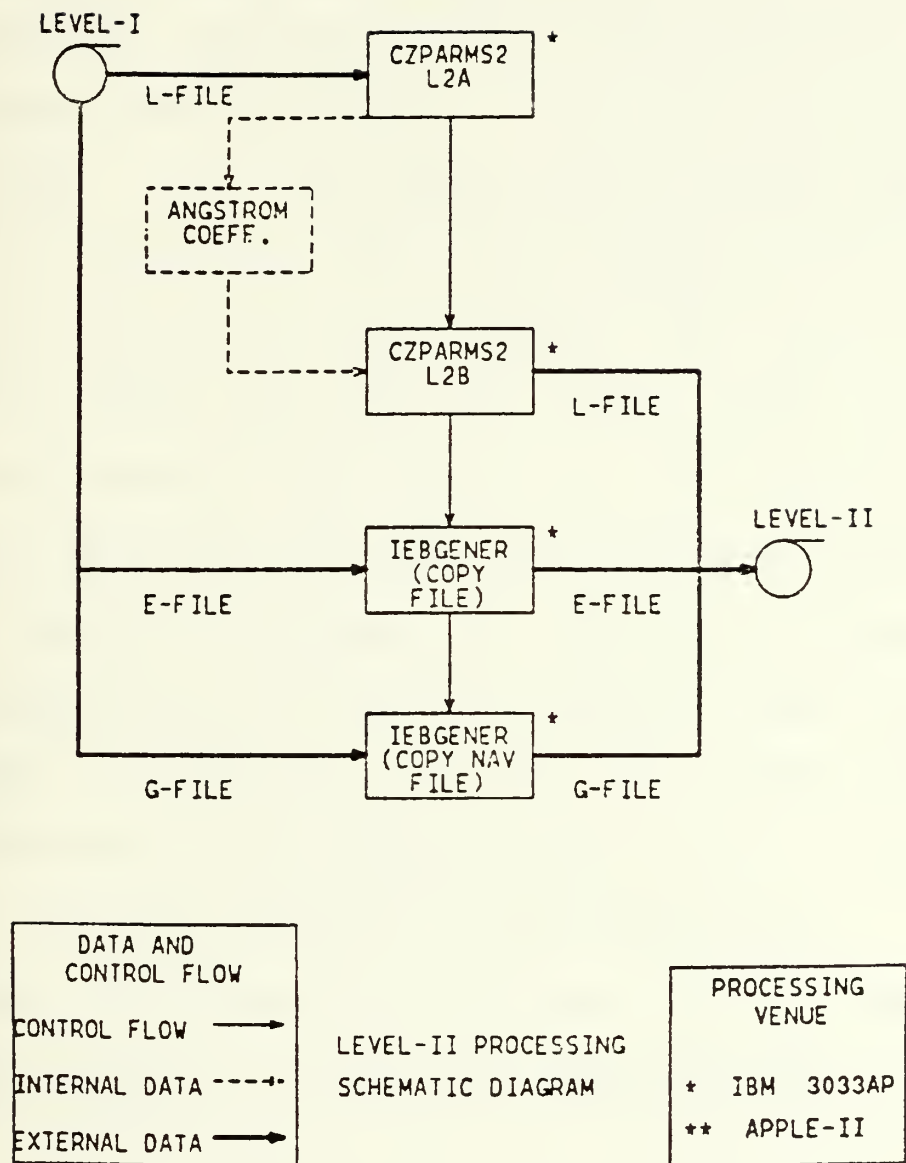 LEVEL-I
CZPARMS2
L2A
*
L-FILE
ANGSTROM
COEFF.
CZPARMS2
L2B
*
L-FILE
LEVEL-II
IEBGENER
(COPY
FILE)
*
E-FILE
E-FILE
IEBGENER
(COPY NAV
FILE)
*
G-FILE
G-FILE
DATA AND
CONTROL FLOW
CONTROL FLOW
INTERNAL DATA
EXTERNAL DATA
LEVEL-II PROCESSING
SCHEMATIC DIAGRAM
PROCESSING
VENUE
* IBM 3033AP
** APPLE-II